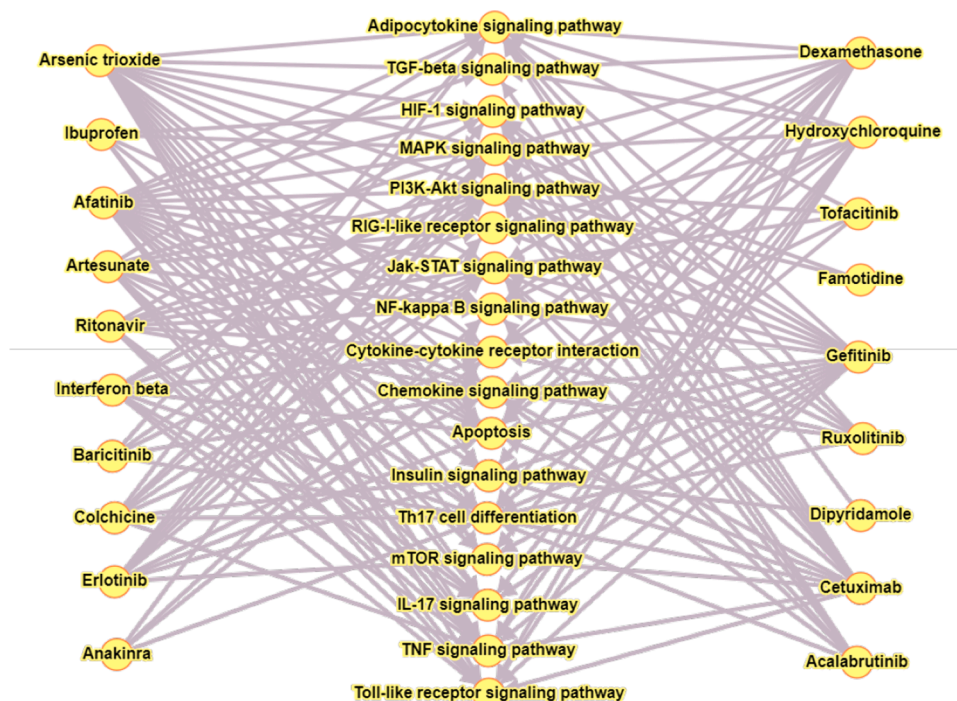 Adipocytokine signaling pathway
Arsenic trioxide
Dexamethasone
TGF-beta signaling pathway
HIF-1 signaling pathway
Ibuprofen
Hydroxychloroquine
MAPK signaling pathway
PI3K-Akt signaling pathway
Afatinib
Tofacitinib
RIG-I-like receptor signaling pathway
Artesunate
Jak-STAT signaling pathway
Famotidine
NF-kappa B signaling pathway
Ritonavir
Cytokine-cytokine receptor interaction
Gefitinib
Interferon beta
Chemokine signaling pathway
Apoptosis
Ruxolitinib
Baricitinib
Insulin signaling pathway
Colchicine
Th17 cell differentiation
Dipyridamole
mTOR signaling pathway
Erlotinib
Cetuximab
IL-17 signaling pathway
TNF signaling pathway
Anakinra
Acalabrutinib
Toll-like receptor signaling pathway